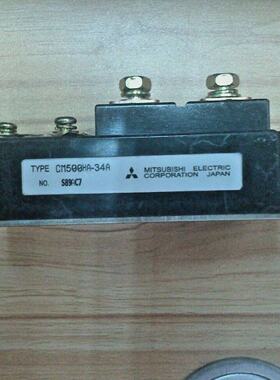 TYPE CM500HA-34A
MITSUBISHI ELECTRIC
CORPORATION JAPAN
NO.